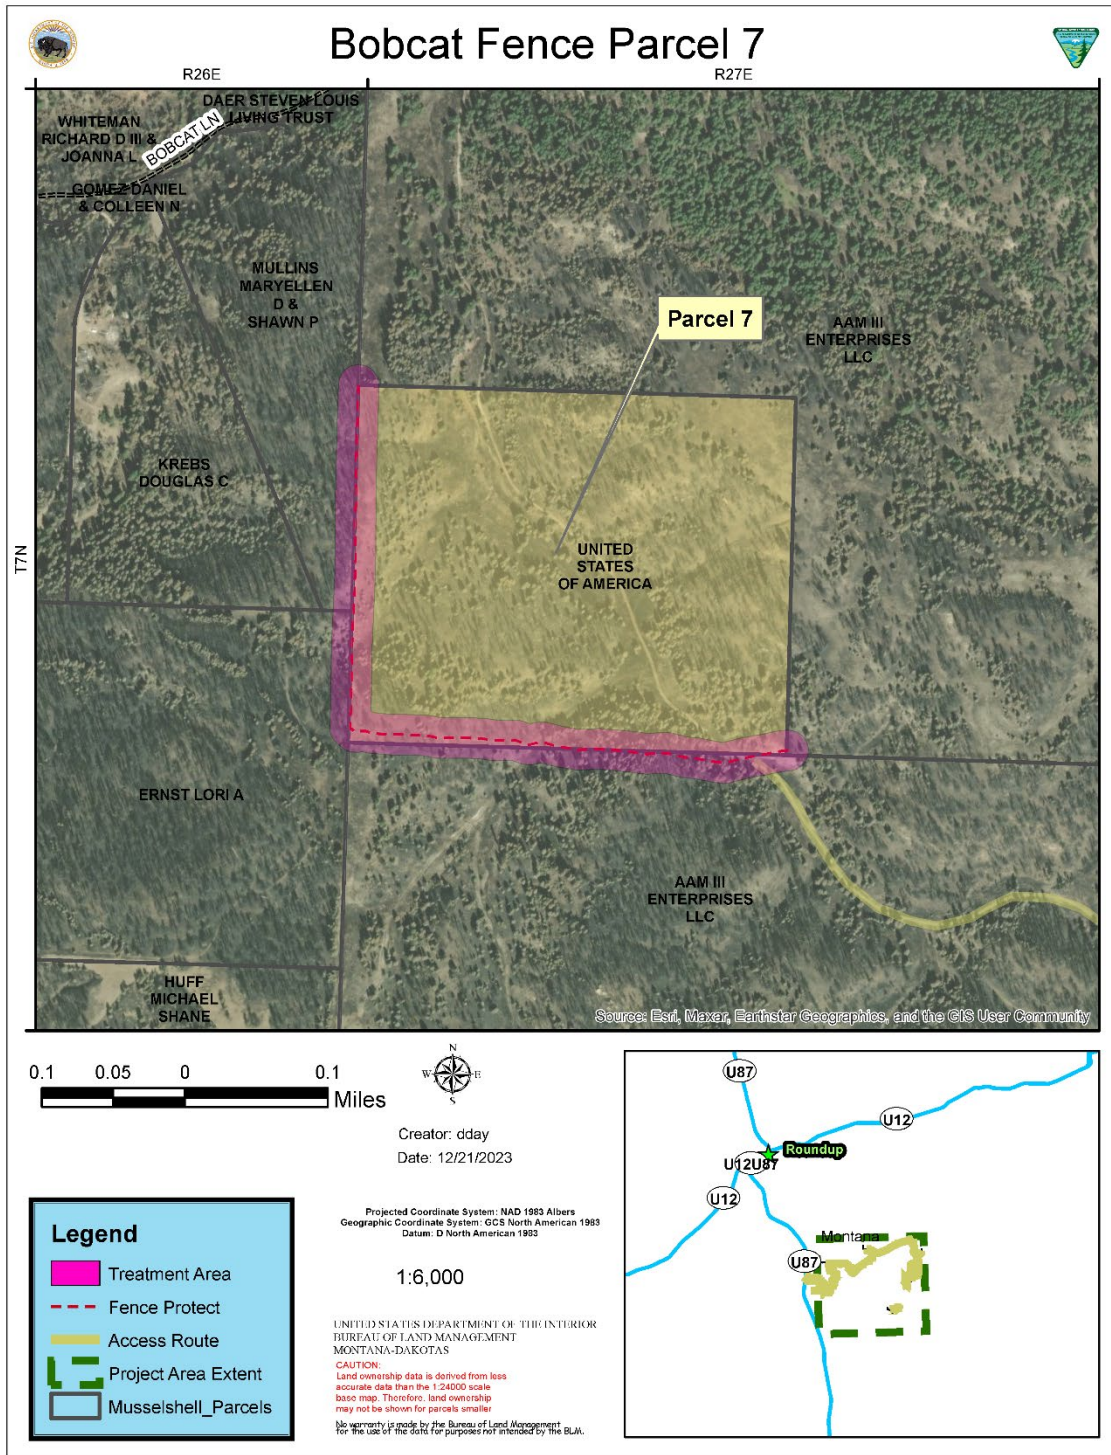 Bobcat Fence Parcel 7
R26E
R27E
DAER STEVEN LOUIS
LIVING TRUST
WHITEMAN
RICHARD D III &
JOANNA L
BOBCAT LN
GOMEZ DANIEL
& COLLEEN N
MULLINS
MARYELLEN
D &
SHAWN P
Parcel 7
AAM III
ENTERPRISES
LLC
KREBS
DOUGLAS C
T7N
UNITED
STATES
OF AMERICA
ERNST LORI A
AAM III
ENTERPRISES
LLC
HUFF
MICHAEL
SHANE
Source: Esri, Maxar, Earthstar Geographics, and the GIS User Community
0.1 0.05 0 0.1
Miles
N
W E
S
Creator: dday
Date: 12/21/2023
Projected Coordinate System: NAD 1983 Albers
Geographic Coordinate System: GCS North American 1983
Datum: D North American 1983
1:6,000
UNITED STATES DEPARTMENT OF THE INTERIOR
BUREAU OF LAND MANAGEMENT
MONTANA-DAKOTAS
CAUTION:
Land ownership data is derived from less
accurate data than the 1:24000 scale
base map. Therefore, land ownership
may not be shown for parcels smaller
No warranty is made by the Bureau of Land Management
for the use of the data for purposes not intended by the BLM.
Legend
Treatment Area
Fence Protect
Access Route
Project Area Extent
Musselshell_Parcels
U87
U12
Roundup
U12U87
U12
Montana
U87